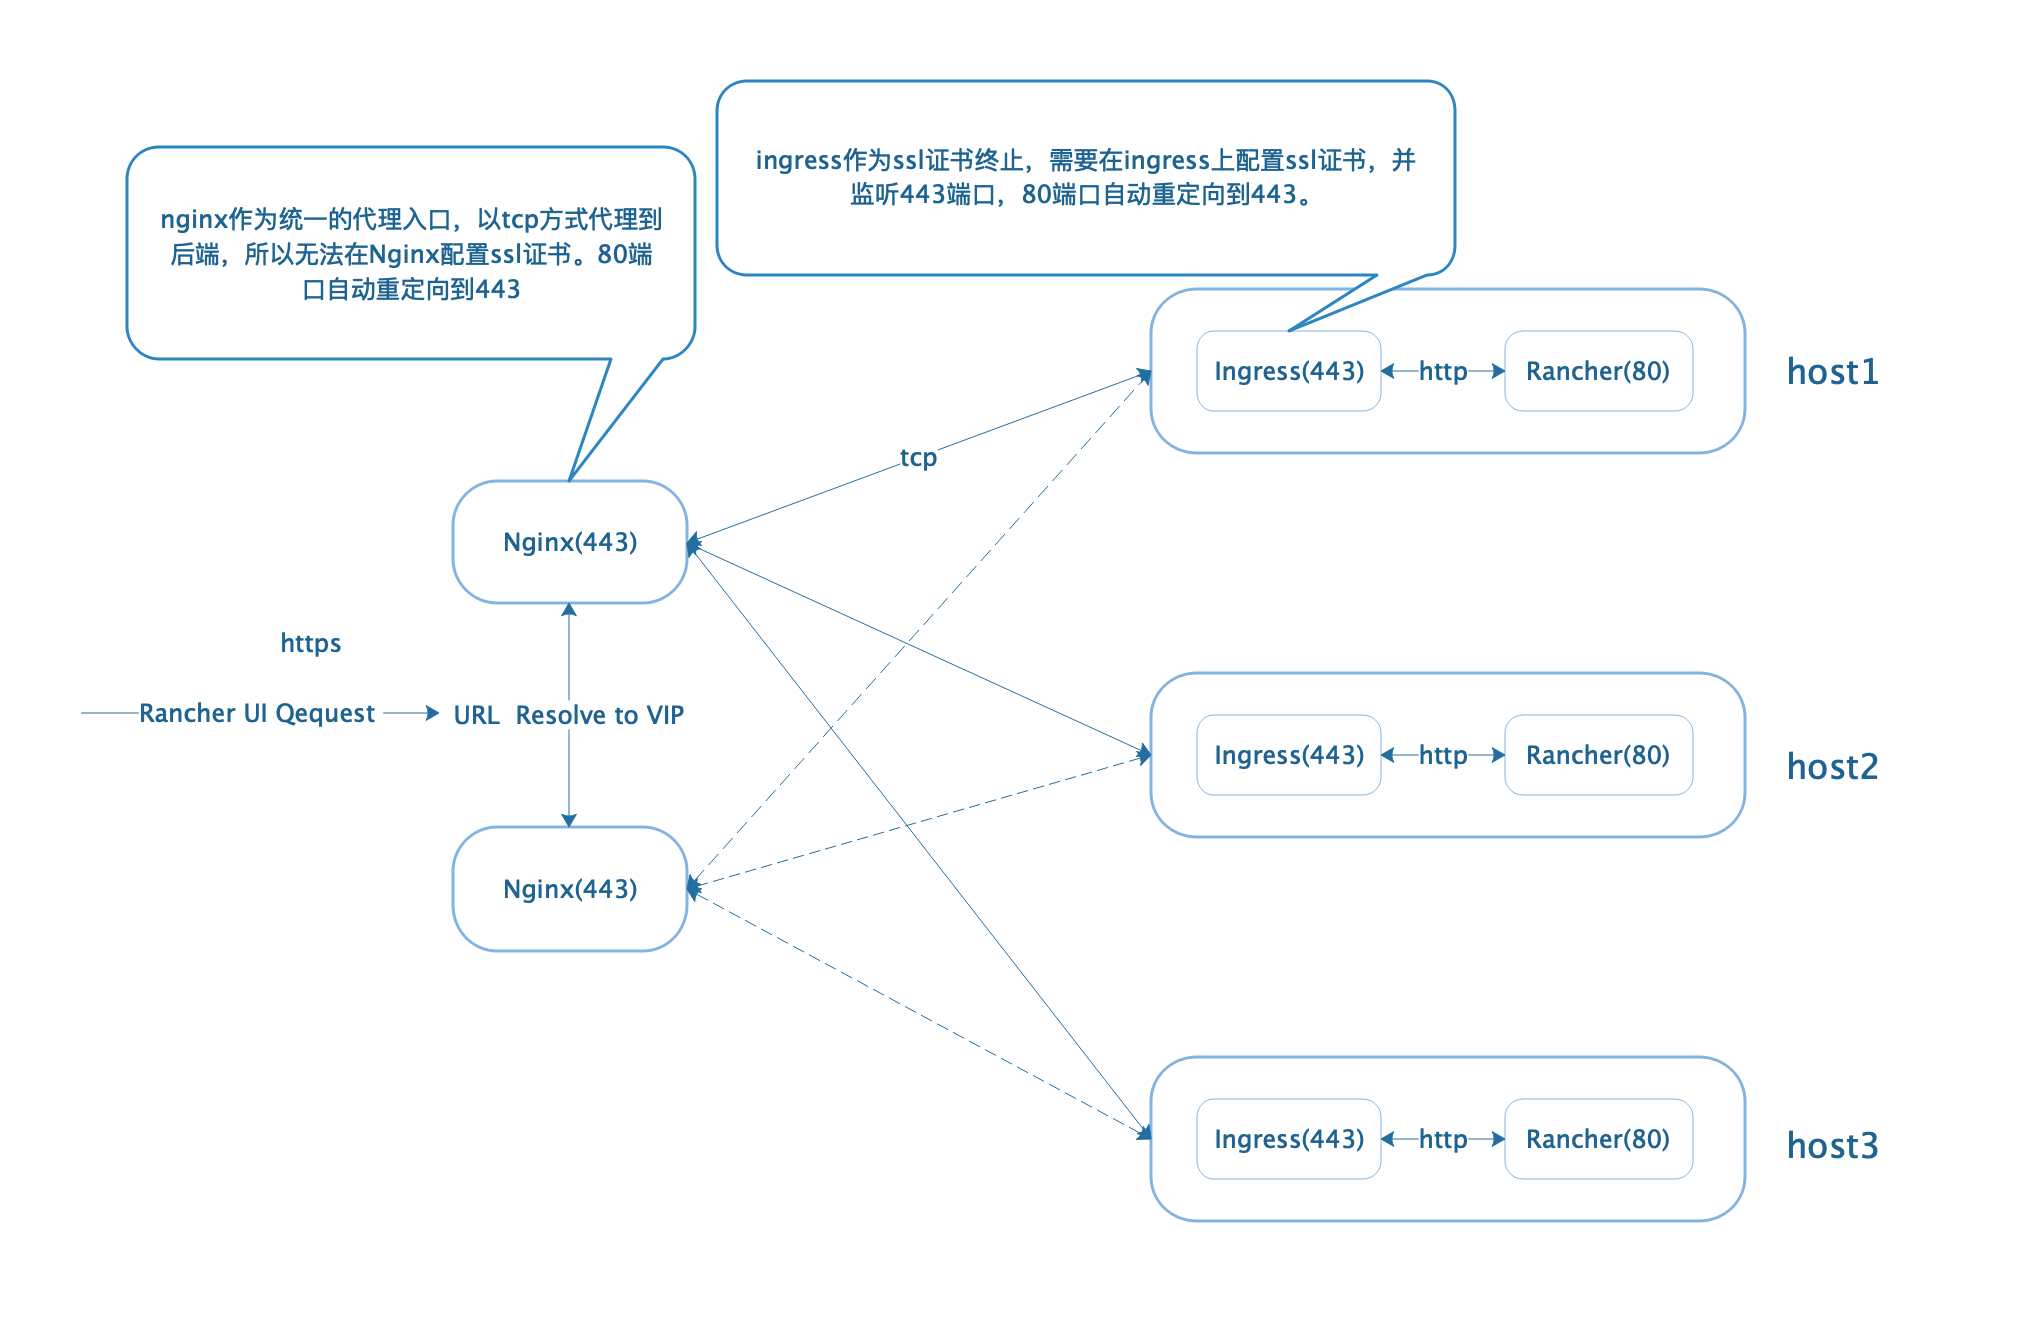 ingress作为ssl证书终止，需要在ingress上配置ssl证书，并
监听443端口，80端口自动重定向到443。
nginx作为统一的代理入口，以tcp方式代理到
后端，所以无法在Nginx配置ssl证书。80端
口自动重定向到443
Ingress(443)
http
Rancher(80)
host1
tcp
Nginx(443)
https
Rancher UI Qequest
URL  Resolve to VIP
Ingress(443)
http
Rancher(80)
host2
Nginx(443)
Ingress(443)
http
Rancher(80)
host3